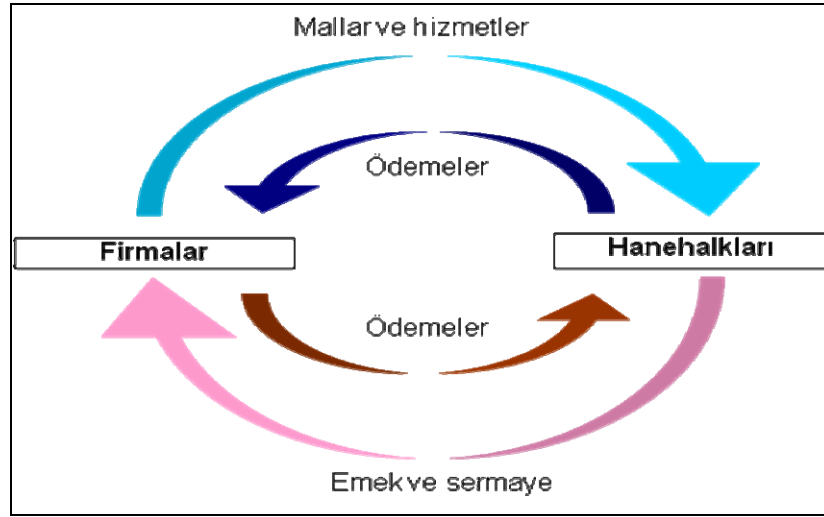 Mallar ve hizmetler
Ödemeler
Firmalar
Hanehalkları
Ödemeler
Emek ve sermaye